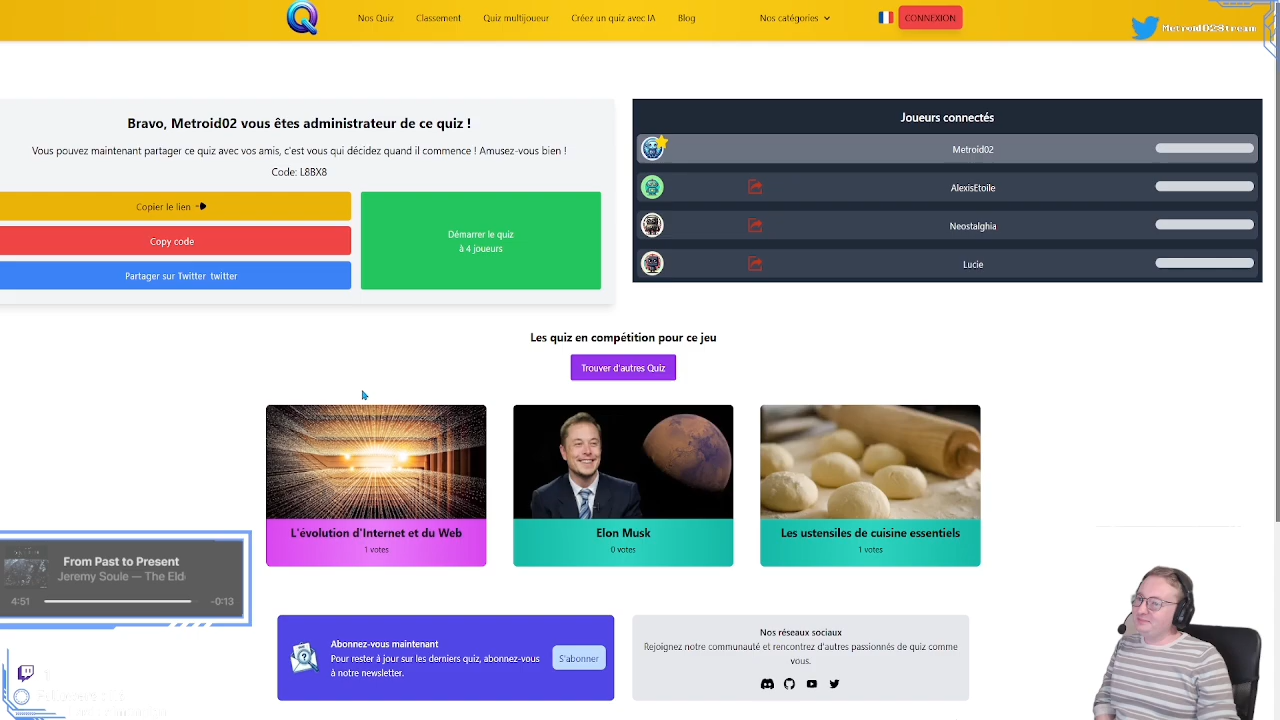 Nos Quiz
Classement
Quiz multijoueur
Créez un quiz avec IA
Blog
Nos catégories
CONNEXION
Metroid02Stream
Bravo, Metroid02 vous êtes administrateur de ce quiz !
Vous pouvez maintenant partager ce quiz avec vos amis, c'est vous qui décidez quand il commence ! Amusez-vous bien !
Code: L8BX8
Copier le lien
Copy code
Partager sur Twitter twitter
Démarrer le quiz
à 4 joueurs
Joueurs connectés
Metroid02
AlexisEtoile
Neostalghia
Lucie
Les quiz en compétition pour ce jeu
Trouver d'autres Quiz
L'évolution d'Internet et du Web
1 votes
Elon Musk
0 votes
Les ustensiles de cuisine essentiels
1 votes
From Past to Present
Jeremy Soule — The Eld
4:51
-0:13
Abonnez-vous maintenant
Pour rester à jour sur les derniers quiz, abonnez-vous
à notre newsletter.
S'abonner
Nos réseaux sociaux
Rejoignez notre communauté et rencontrez d'autres passionnés de quiz comme
vous.